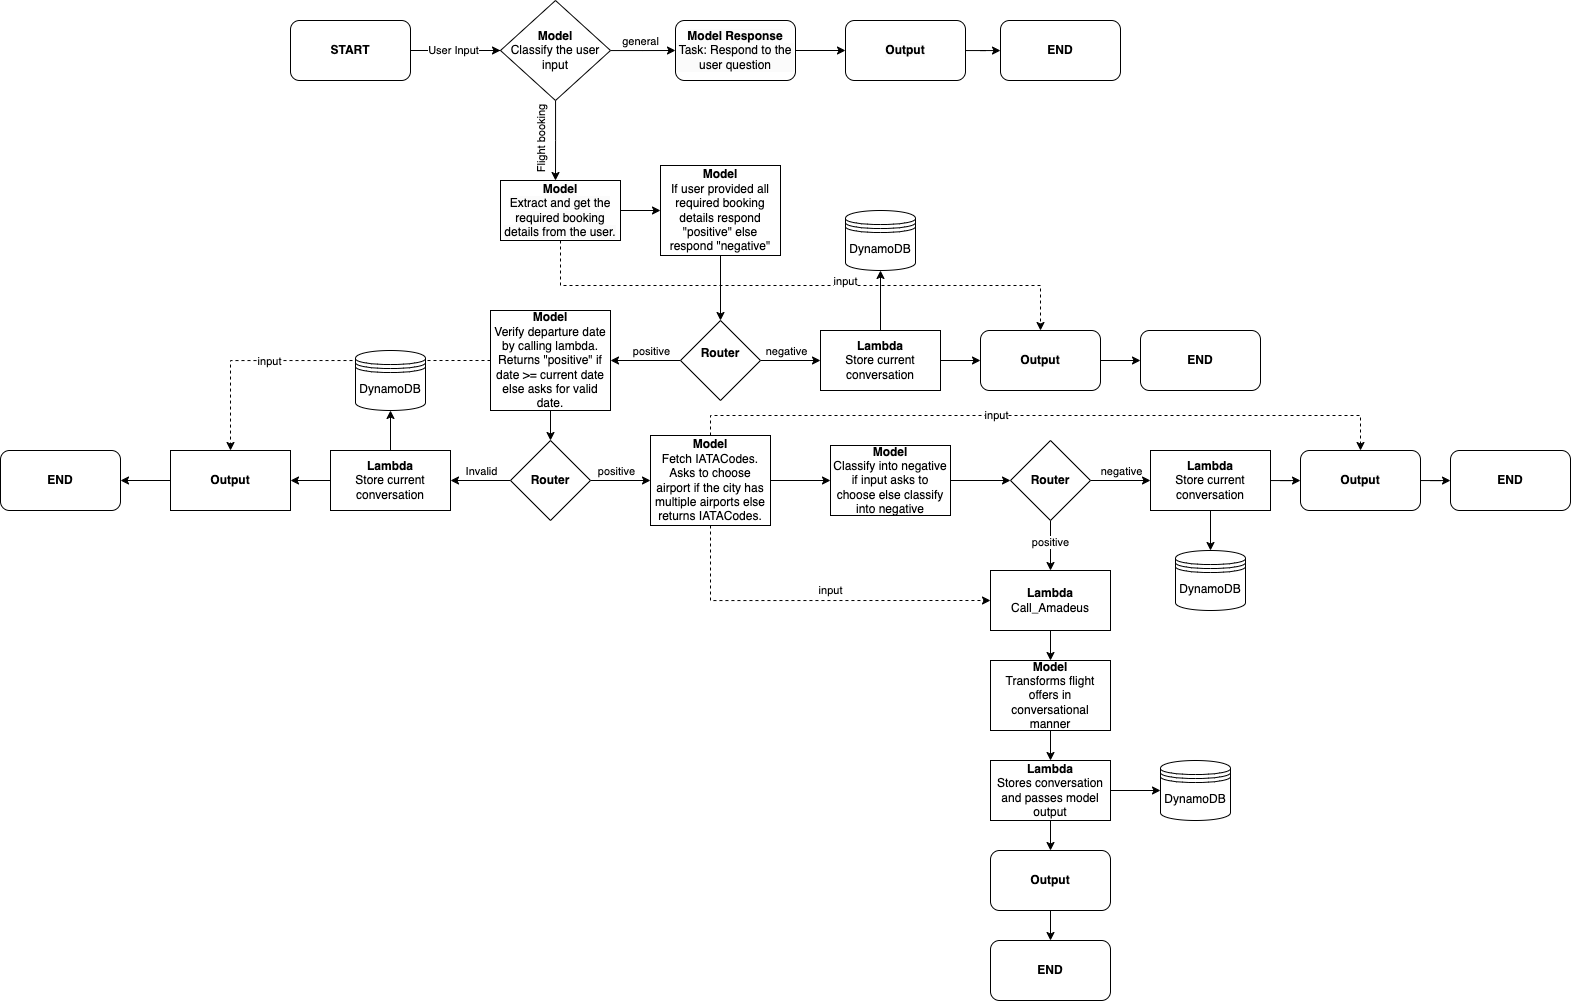 START
User Input
Model
Classify the user
input
general
Model Response
Task: Respond to the
user question
Output
END
Flight booking
Model
Extract and get the
required booking
details from the user.
Model
If user provided all
required booking
details respond
"positive" else
respond "negative"
DynamoDB
input
Model
Verify departure date
by calling lambda.
Returns "positive" if
date >= current date
else asks for valid
date.
positive
Router
negative
Lambda
Store current
conversation
Output
END
input
DynamoDB
input
END
Output
Lambda
Store current
conversation
Invalid
Router
positive
Model
Fetch IATACodes.
Asks to choose
airport if the city has
multiple airports else
returns IATACodes.
Model
Classify into negative
if input asks to
choose else classify
into negative
Router
negative
Lambda
Store current
conversation
Output
END
positive
DynamoDB
input
Lambda
Call_Amadeus
Model
Transforms flight
offers in
conversational
manner
Lambda
Stores conversation
and passes model
output
DynamoDB
Output
END